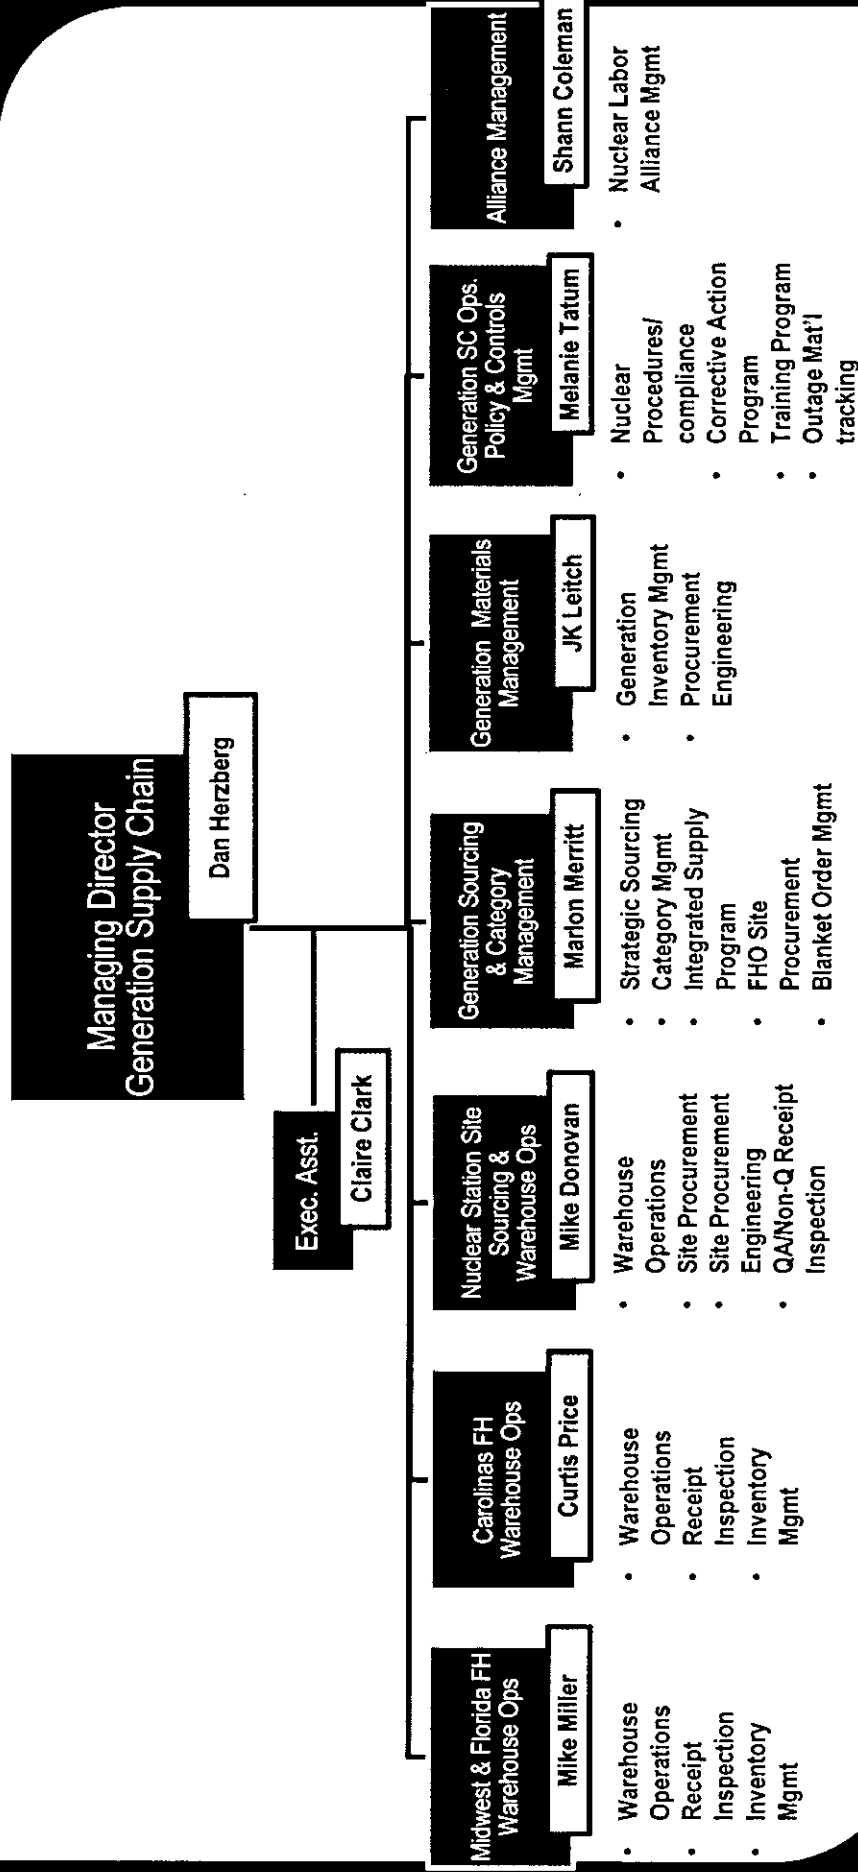 Managing Director
Generation Supply Chain
Dan Herzberg
Exec. Asst.
Claire Clark
Midwest & Florida FH
Warehouse Ops
Mike Miller
• Warehouse
Operations
• Receipt
Inspection
• Inventory
Mgmt
Carolinas FH
Warehouse Ops
Curtis Price
• Warehouse
Operations
• Receipt
Inspection
• Inventory
Mgmt
Nuclear Station Site
Sourcing &
Warehouse Ops
Mike Donovan
• Warehouse
Operations
• Site Procurement
• Site Procurement
Engineering
• QA/Non-Q Receipt
Inspection
Generation Sourcing
& Category
Management
Marlon Merritt
• Strategic Sourcing
• Category Mgmt
• Integrated Supply
Program
• FHO Site
Procurement
• Blanket Order Mgmt
Generation Materials
Management
JK Leitch
• Generation
Inventory Mgmt
• Procurement
Engineering
Generation SC Ops.
Policy & Controls
Mgmt
Melanie Tatum
• Nuclear
Procedures/
compliance
• Corrective Action
Program
• Training Program
• Outage Mat'l
tracking
Alliance Management
Shann Coleman
• Nuclear Labor
Alliance Mgmt